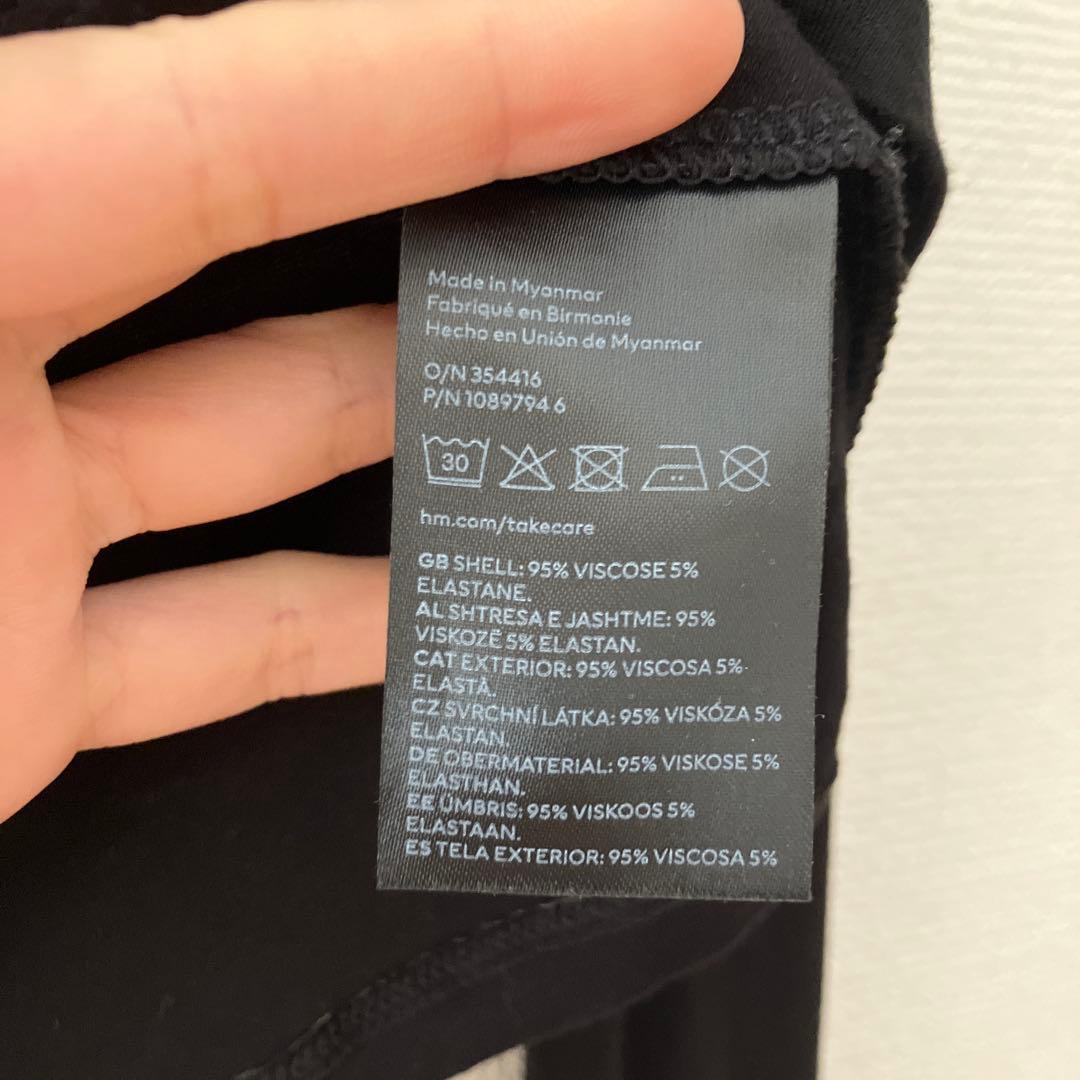 Made in Myanmar
Fabriqué en Birmanie
Hecho en Unión de Myanmar
O/N 354416
P/N 1089794 6
30
hm.com/takecare
GB SHELL: 95% VISCOSE 5%
ELASTANE.
AL SHTRESA E JASHTME: 95%
VISKOZË 5% ELASTAN.
CAT EXTERIOR: 95% VISCOSA 5%
ELASTÀ.
CZ SVRCHNÍ LÁTKA: 95% VISKÓZA 5%
ELASTAN.
DE OBERMATERIAL: 95% VISKOSE 5%
ELASTHAN.
EE ÜMBRIS: 95% VISKOOS 5%
ELASTAAN.
ES TELA EXTERIOR: 95% VISCOSA 5%